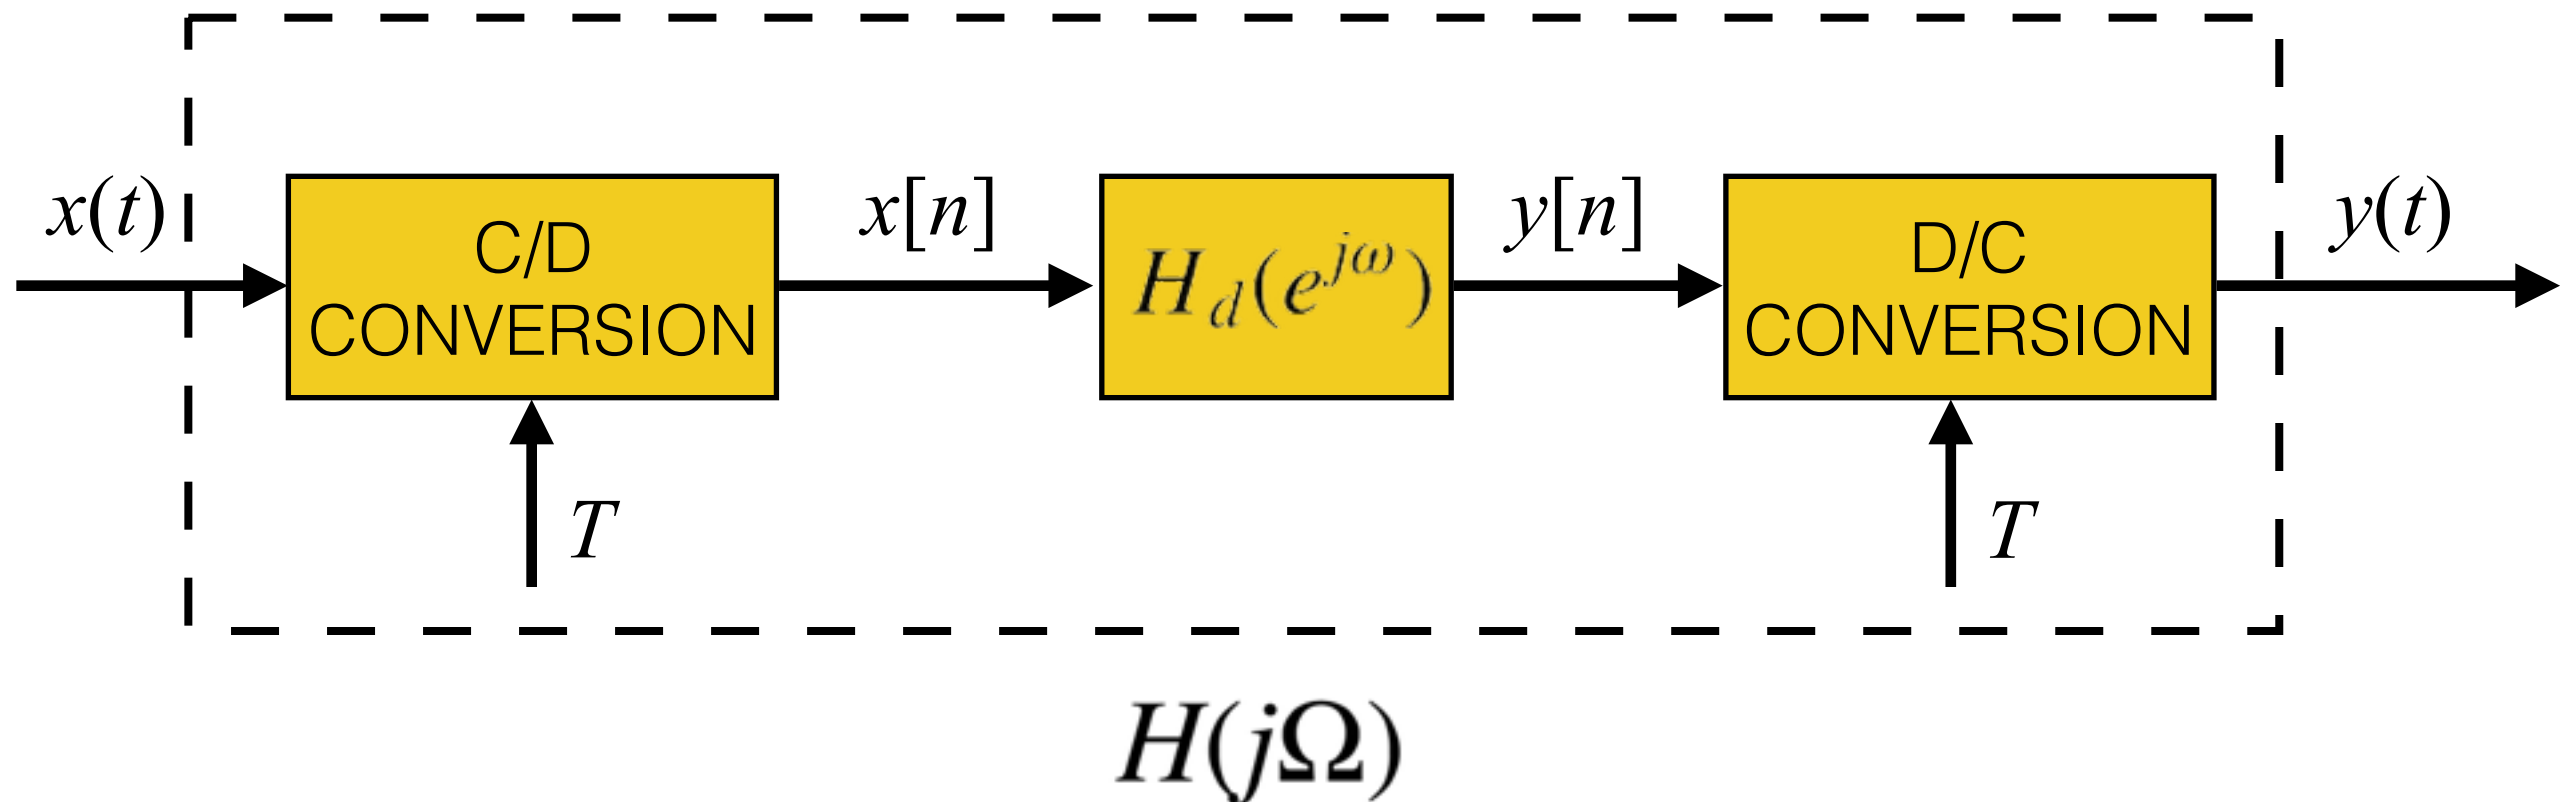 x(t)
C/D
CONVERSION
x[n]
H_d(e^{jω})
y[n]
D/C
CONVERSION
y(t)
T
T
H(jΩ)